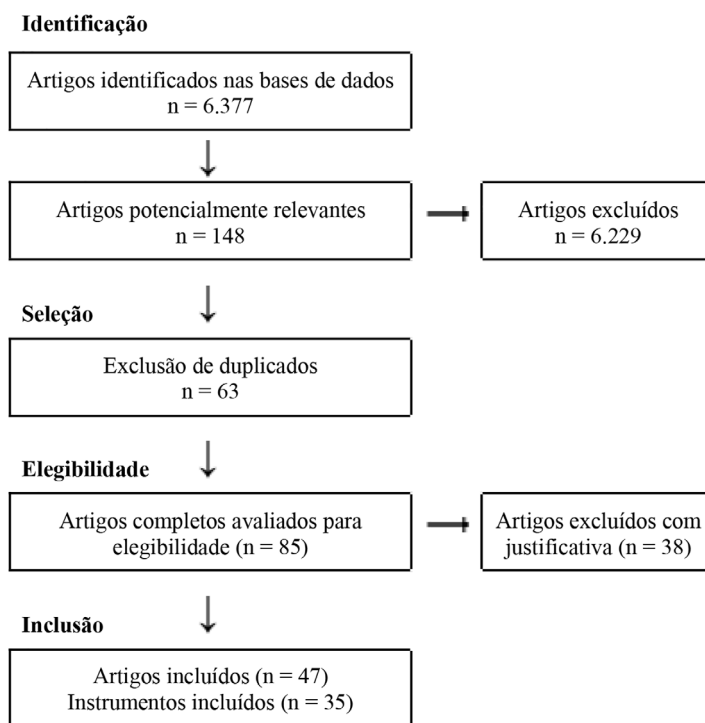 Identificação
Artigos identificados nas bases de dados
n = 6.377
Artigos potencialmente relevantes
n = 148
Artigos excluídos
n = 6.229
Seleção
Exclusão de duplicados
n = 63
Elegibilidade
Artigos completos avaliados para
elegibilidade (n = 85)
Artigos excluídos com
justificativa (n = 38)
Inclusão
Artigos incluídos (n = 47)
Instrumentos incluídos (n = 35)